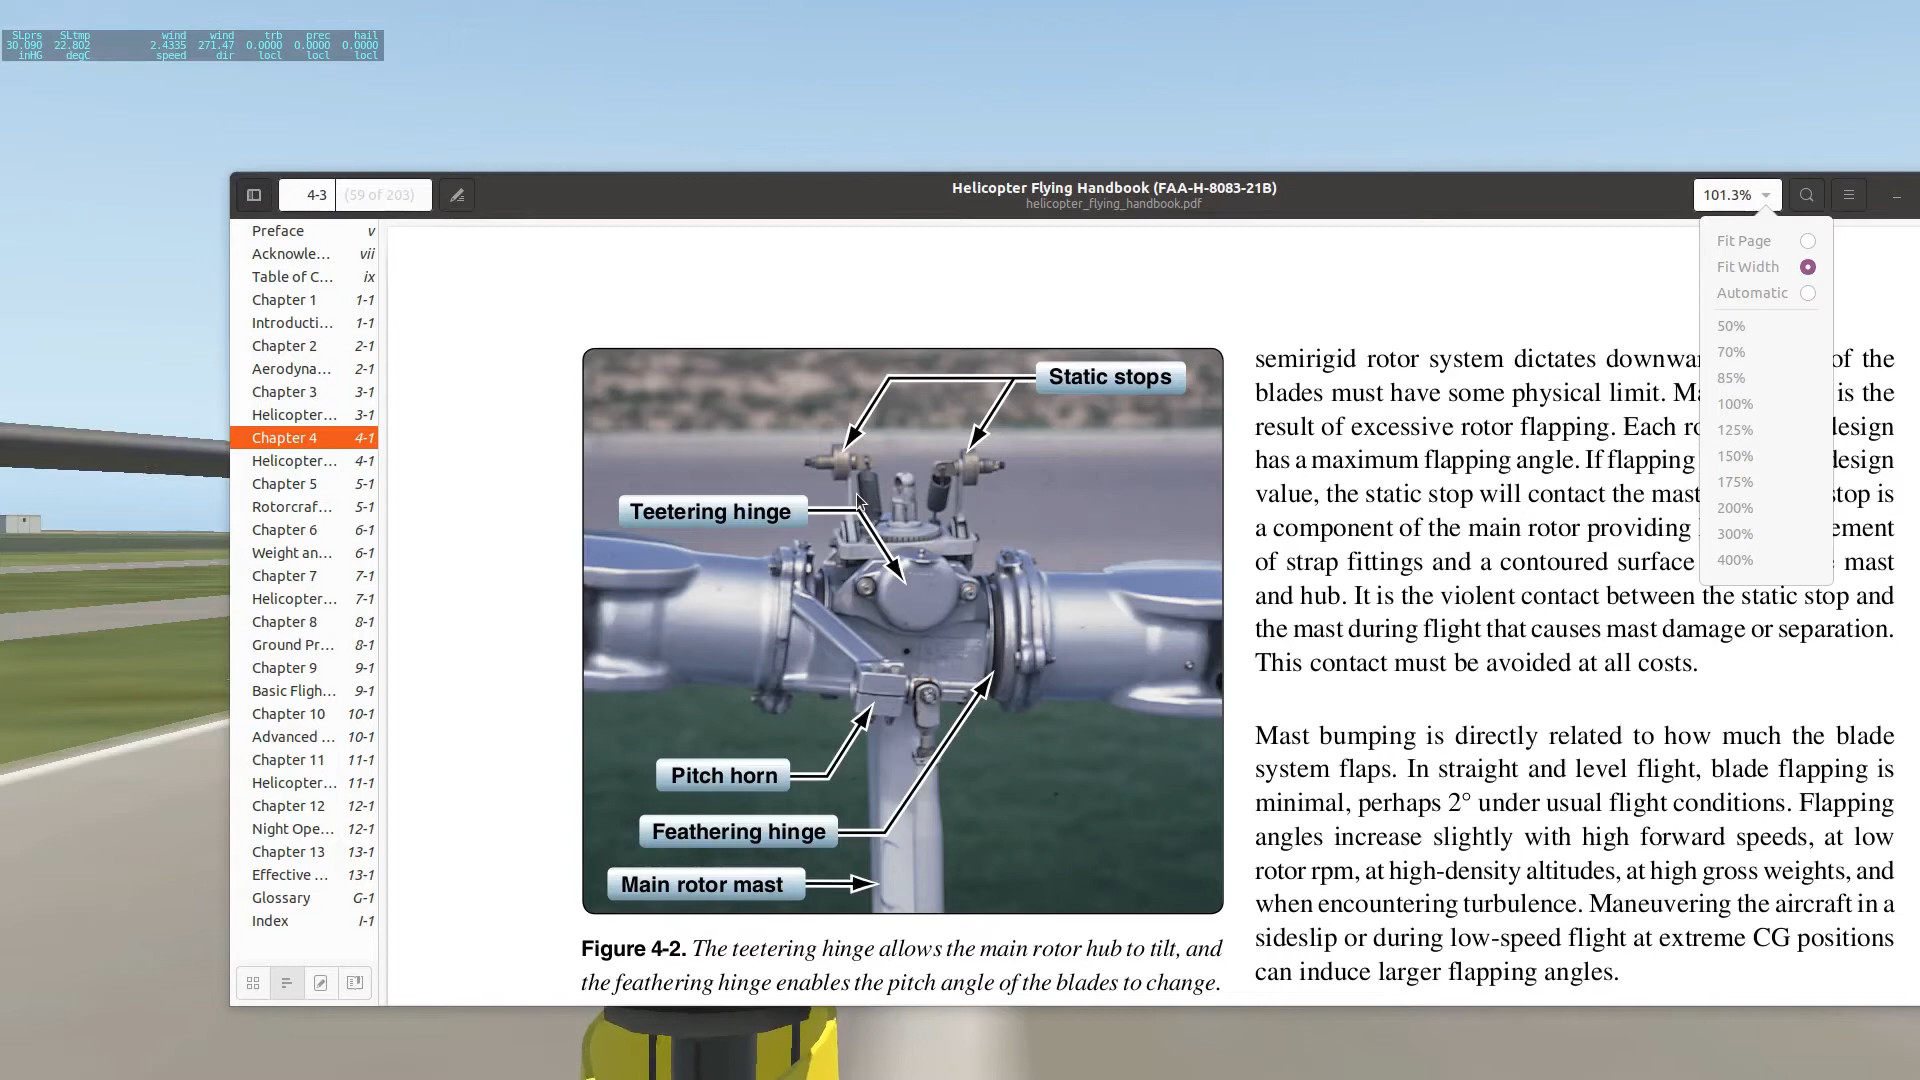 SLprs SLtmp wind wind trb prec hail
30.090 22.802 2.4335 271.47 0.0000 0.0000 0.0000
inHG degC speed dir locl locl locl
4-3 (59 of 203)
Helicopter Flying Handbook (FAA-H-8083-21B)
helicopter_flying_handbook.pdf
101.3%
Preface v
Acknowle... vii
Table of C... ix
Chapter 1 1-1
Introducti... 1-1
Chapter 2 2-1
Aerodyna... 2-1
Chapter 3 3-1
Helicopter... 3-1
Chapter 4 4-1
Helicopter... 4-1
Chapter 5 5-1
Rotorcraf... 5-1
Chapter 6 6-1
Weight an... 6-1
Chapter 7 7-1
Helicopter... 7-1
Chapter 8 8-1
Ground Pr... 8-1
Chapter 9 9-1
Basic Fligh... 9-1
Chapter 10 10-1
Advanced ... 10-1
Chapter 11 11-1
Helicopter... 11-1
Chapter 12 12-1
Night Ope... 12-1
Chapter 13 13-1
Effective ... 13-1
Glossary G-1
Index I-1
Static stops
Teetering hinge
Pitch horn
Feathering hinge
Main rotor mast
Figure 4-2. The teetering hinge allows the main rotor hub to tilt, and
the feathering hinge enables the pitch angle of the blades to change.
semirigid rotor system dictates downwar of the
blades must have some physical limit. Ma is the
result of excessive rotor flapping. Each ro design
has a maximum flapping angle. If flapping design
value, the static stop will contact the mast stop is
a component of the main rotor providing ement
of strap fittings and a contoured surface mast
and hub. It is the violent contact between the static stop and
the mast during flight that causes mast damage or separation.
This contact must be avoided at all costs.
Mast bumping is directly related to how much the blade
system flaps. In straight and level flight, blade flapping is
minimal, perhaps 2° under usual flight conditions. Flapping
angles increase slightly with high forward speeds, at low
rotor rpm, at high-density altitudes, at high gross weights, and
when encountering turbulence. Maneuvering the aircraft in a
sideslip or during low-speed flight at extreme CG positions
can induce larger flapping angles.
Fit Page
Fit Width
Automatic
50%
70%
85%
100%
125%
150%
175%
200%
300%
400%